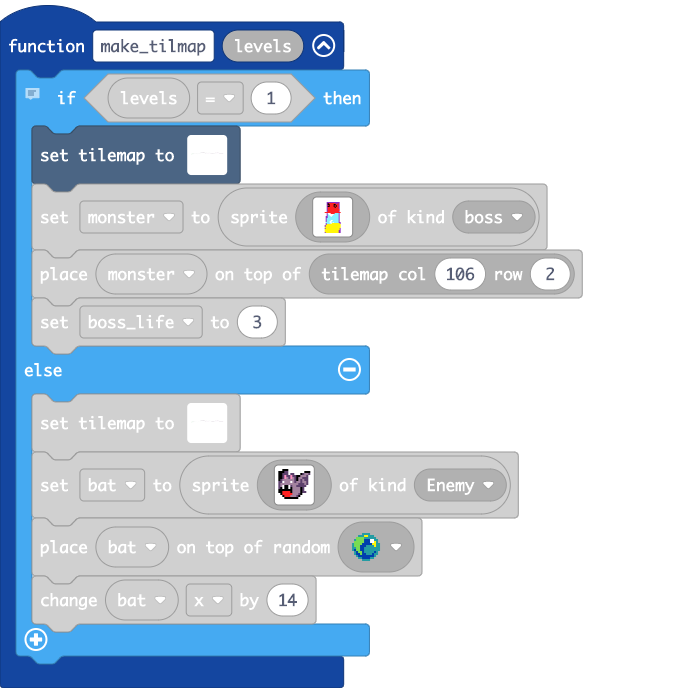 function make_tilmap levels
if levels = 1 then
set tilemap to
set monster to sprite of kind boss
place monster on top of tilemap col 106 row 2
set boss_life to 3
else
set tilemap to
set bat to sprite of kind Enemy
place bat on top of random
change bat x by 14